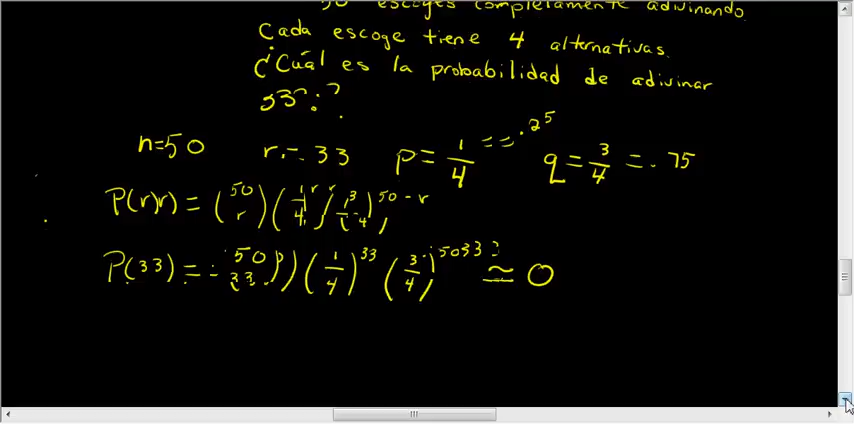 50 escoges completamente adivinando.
Cada escoge tiene 4 alternativas.
¿Cuál es la probabilidad de adivinar
33?
n=50 r=33 p=1/4=.25 q=3/4=.75
P(r)=(50 r)(1/4)^r(3/4)^50-r
P(33)=(50 33)(1/4)^33(3/4)^50-33≃0